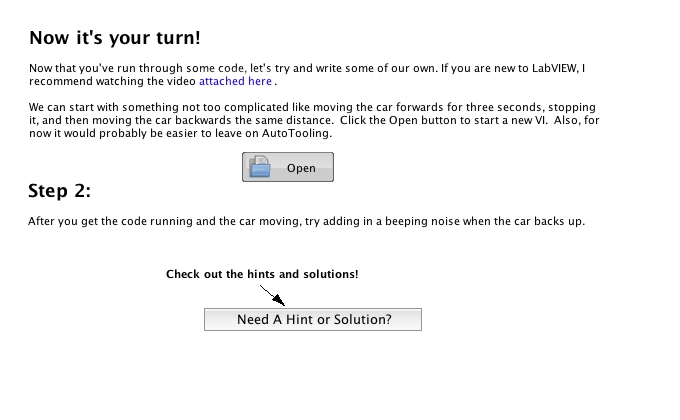 Now it's your turn!
Now that you've run through some code, let's try and write some of our own. If you are new to LabVIEW, I
recommend watching the video attached here .
We can start with something not too complicated like moving the car forwards for three seconds, stopping
it, and then moving the car backwards the same distance.  Click the Open button to start a new VI.  Also, for
now it would probably be easier to leave on AutoTooling.
Open
Step 2:
After you get the code running and the car moving, try adding in a beeping noise when the car backs up.
Check out the hints and solutions!
Need A Hint or Solution?